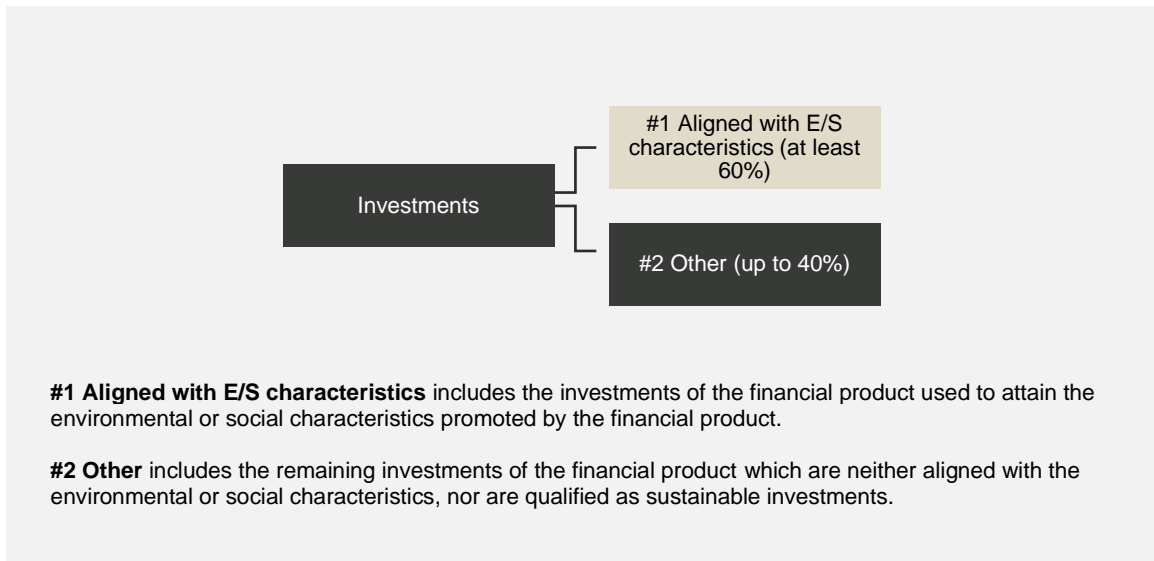 #1 Aligned with E/S
characteristics (at least
60%)
Investments
#2 Other (up to 40%)
#1 Aligned with E/S characteristics includes the investments of the financial product used to attain the
environmental or social characteristics promoted by the financial product.
#2 Other includes the remaining investments of the financial product which are neither aligned with the
environmental or social characteristics, nor are qualified as sustainable investments.